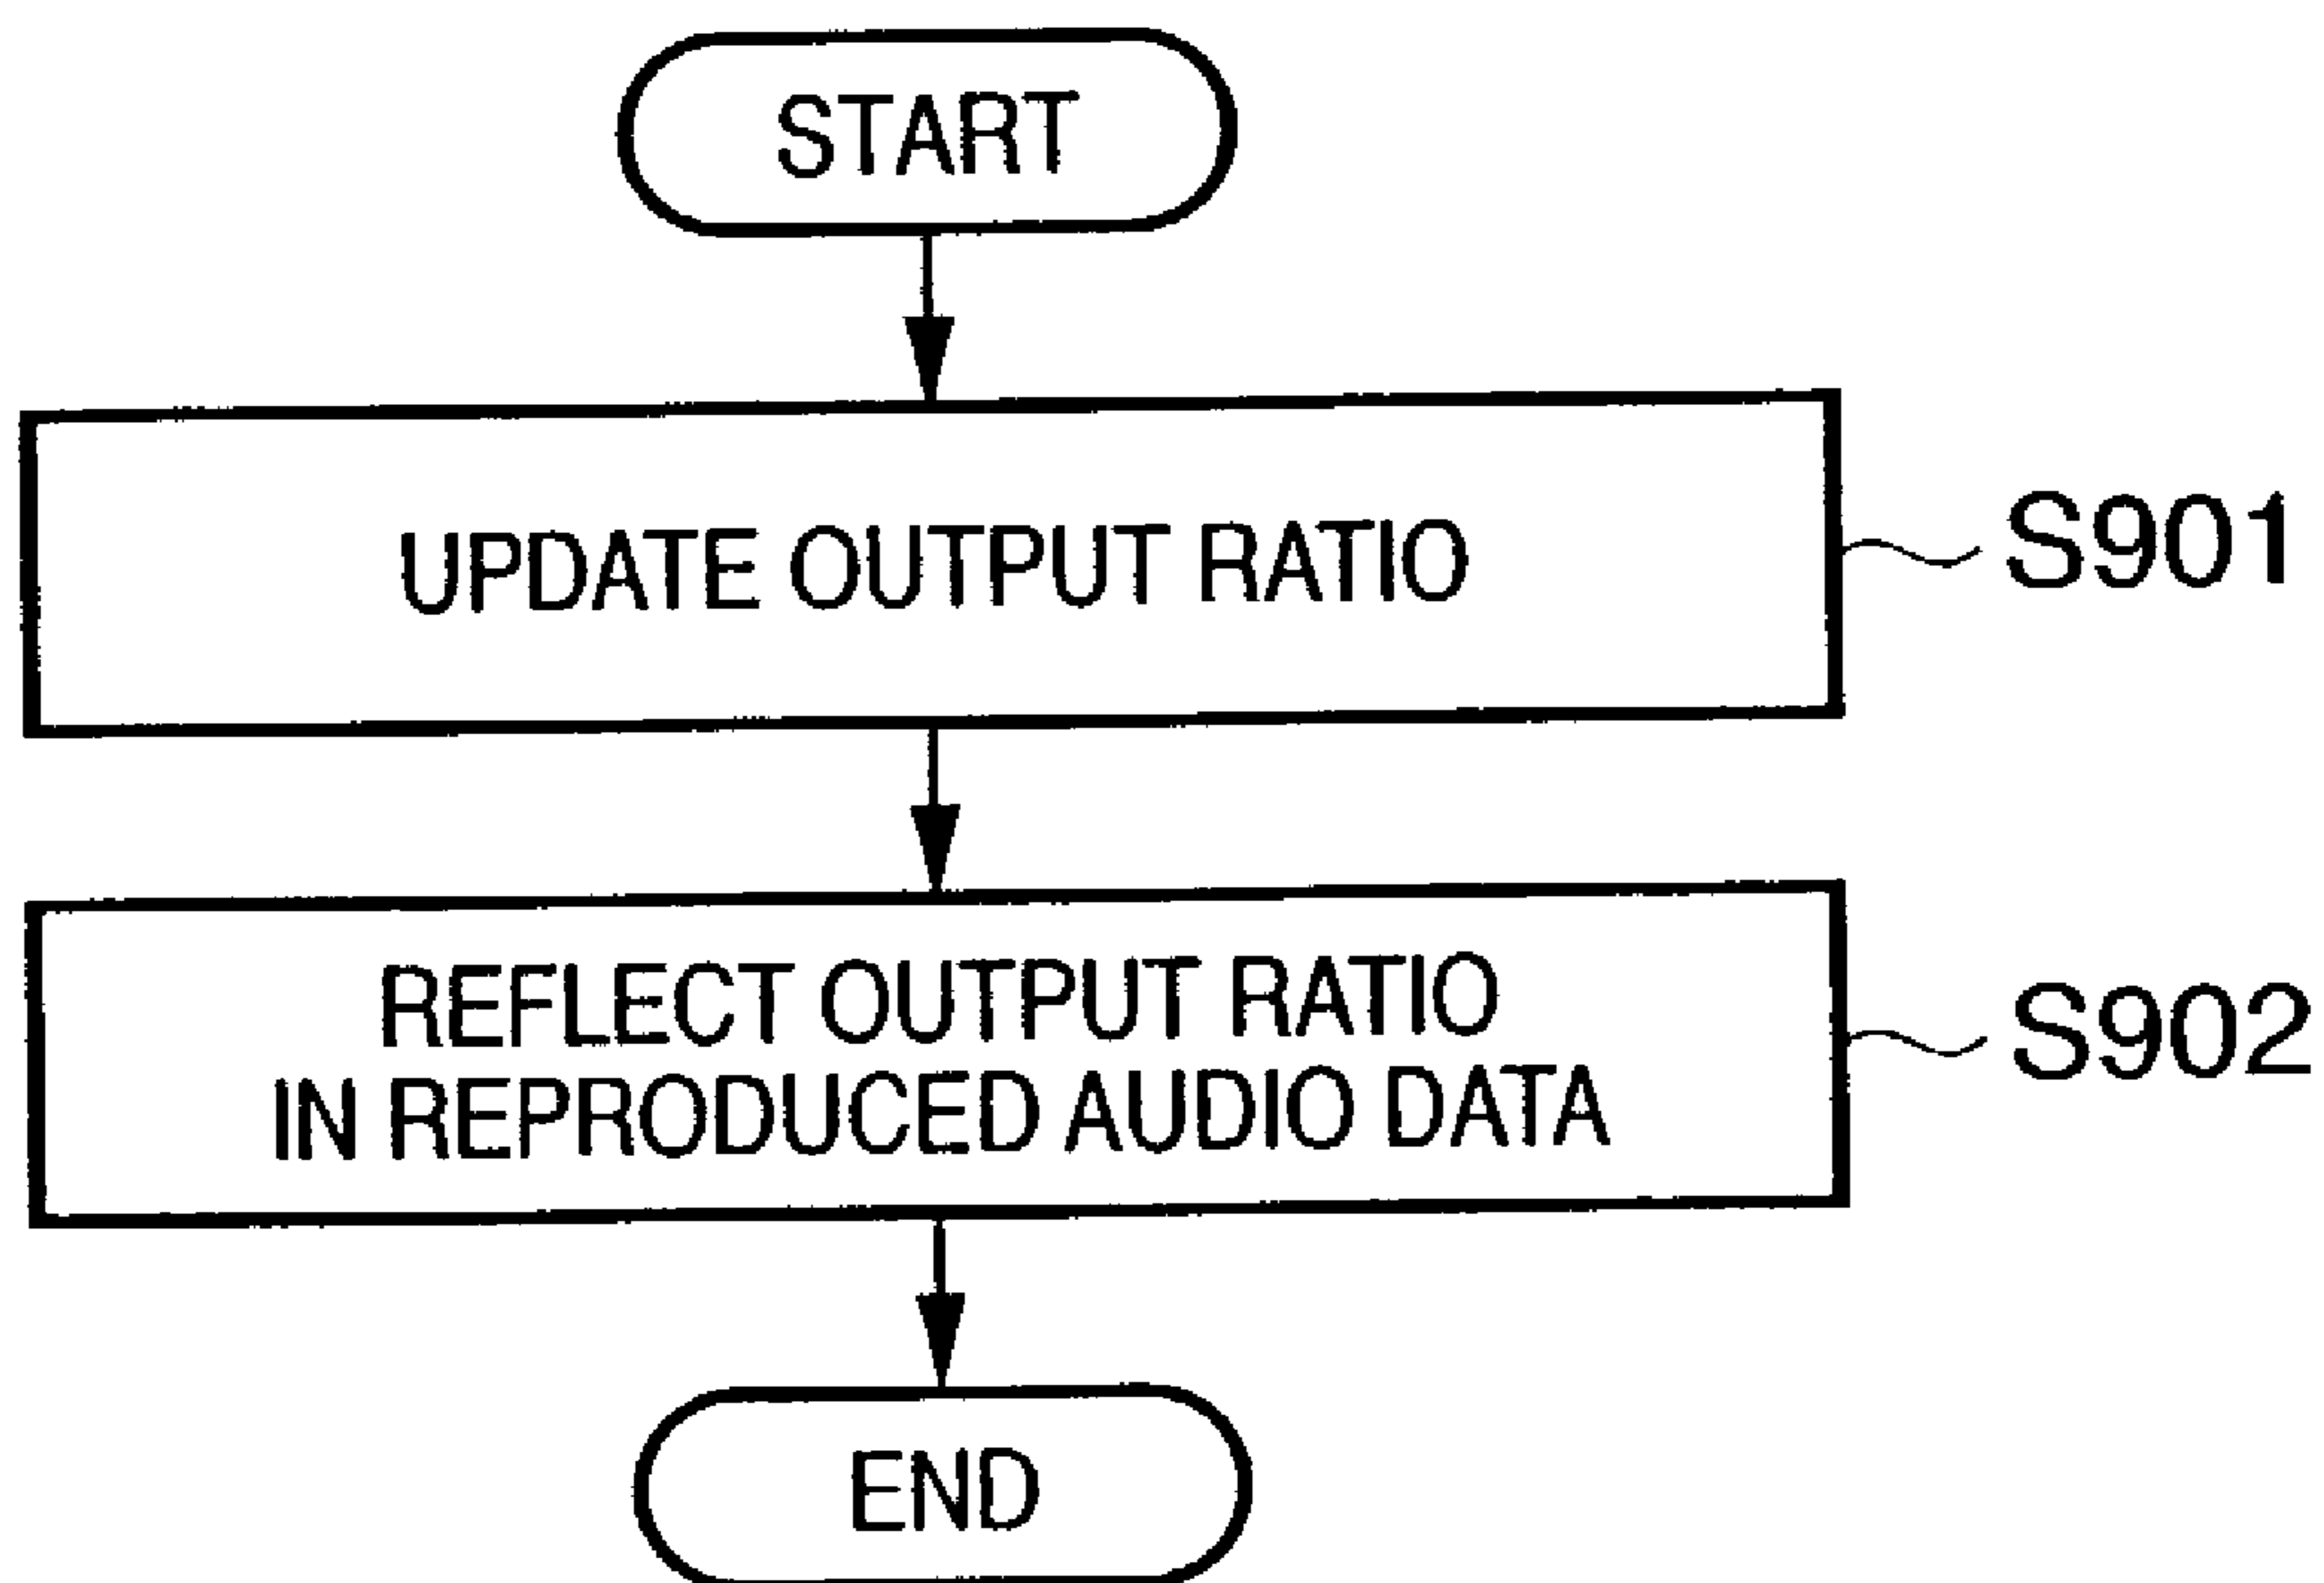 START
UPDATE OUTPUT RATIO
S901
REFLECT OUTPUT RATIO
IN REPRODUCED AUDIO DATA
S902
END